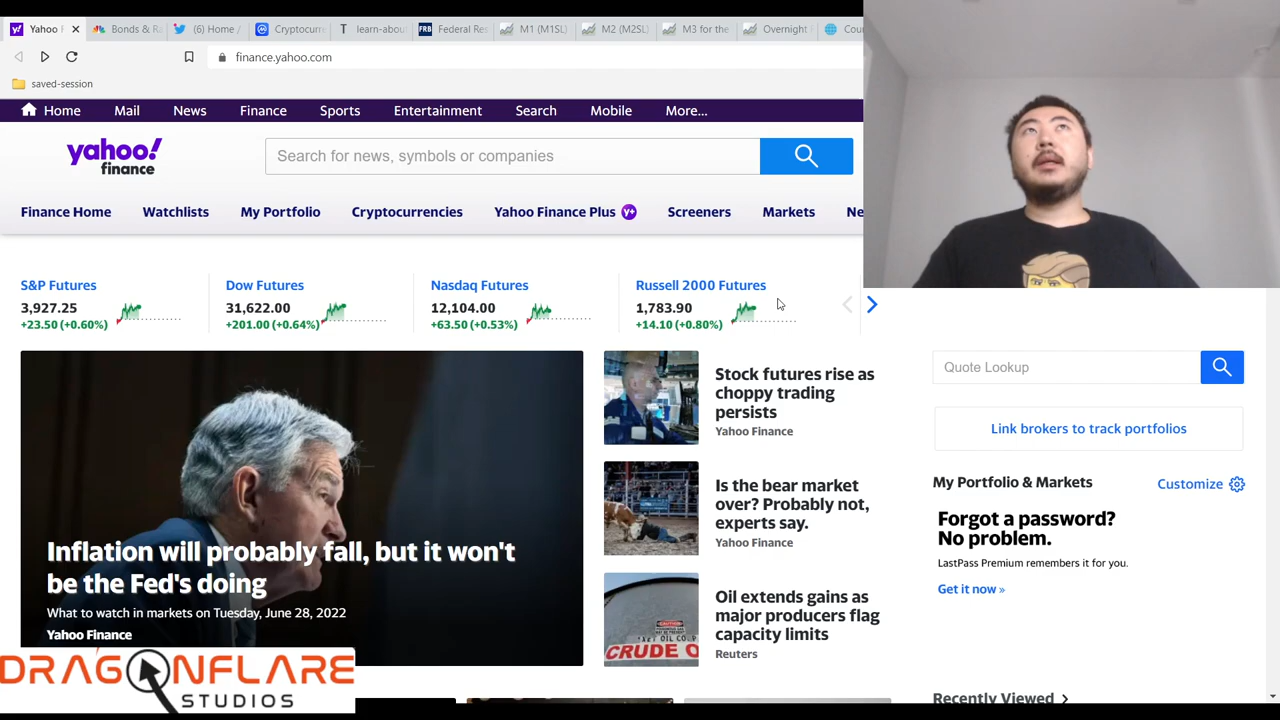 Yahoo F
Bonds & Ra
(6) Home /
Cryptocurr
learn-abou
Federal Res
M1 (M1SL)
M2 (M2SL)
M3 for the
Overnight
Cou
finance.yahoo.com
saved-session
Home
Mail
News
Finance
Sports
Entertainment
Search
Mobile
More...
yahoo!
finance
Search for news, symbols or companies
Finance Home
Watchlists
My Portfolio
Cryptocurrencies
Yahoo Finance Plus
Screeners
Markets
Ne
S&P Futures
3,927.25
+23.50 (+0.60%)
Dow Futures
31,622.00
+201.00 (+0.64%)
Nasdaq Futures
12,104.00
+63.50 (+0.53%)
Russell 2000 Futures
1,783.90
+14.10 (+0.80%)
Inflation will probably fall, but it won't
be the Fed's doing
What to watch in markets on Tuesday, June 28, 2022
Yahoo Finance
Stock futures rise as
choppy trading
persists
Yahoo Finance
Is the bear market
over? Probably not,
experts say.
Yahoo Finance
CRUDE O
Oil extends gains as
major producers flag
capacity limits
Reuters
Quote Lookup
Link brokers to track portfolios
My Portfolio & Markets
Customize
Forgot a password?
No problem.
LastPass Premium remembers it for you.
Get it now »
Recently Viewed
DRAGONFLARE
STUDIOS